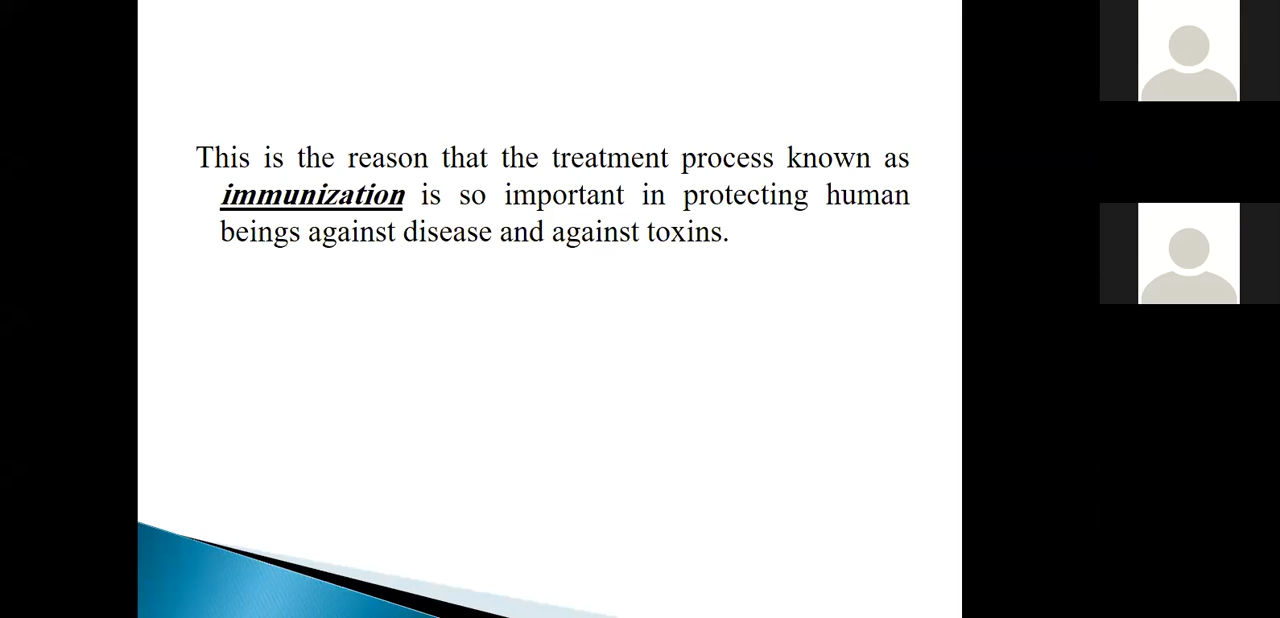 This is the reason that the treatment process known as
immunization is so important in protecting human
beings against disease and against toxins.